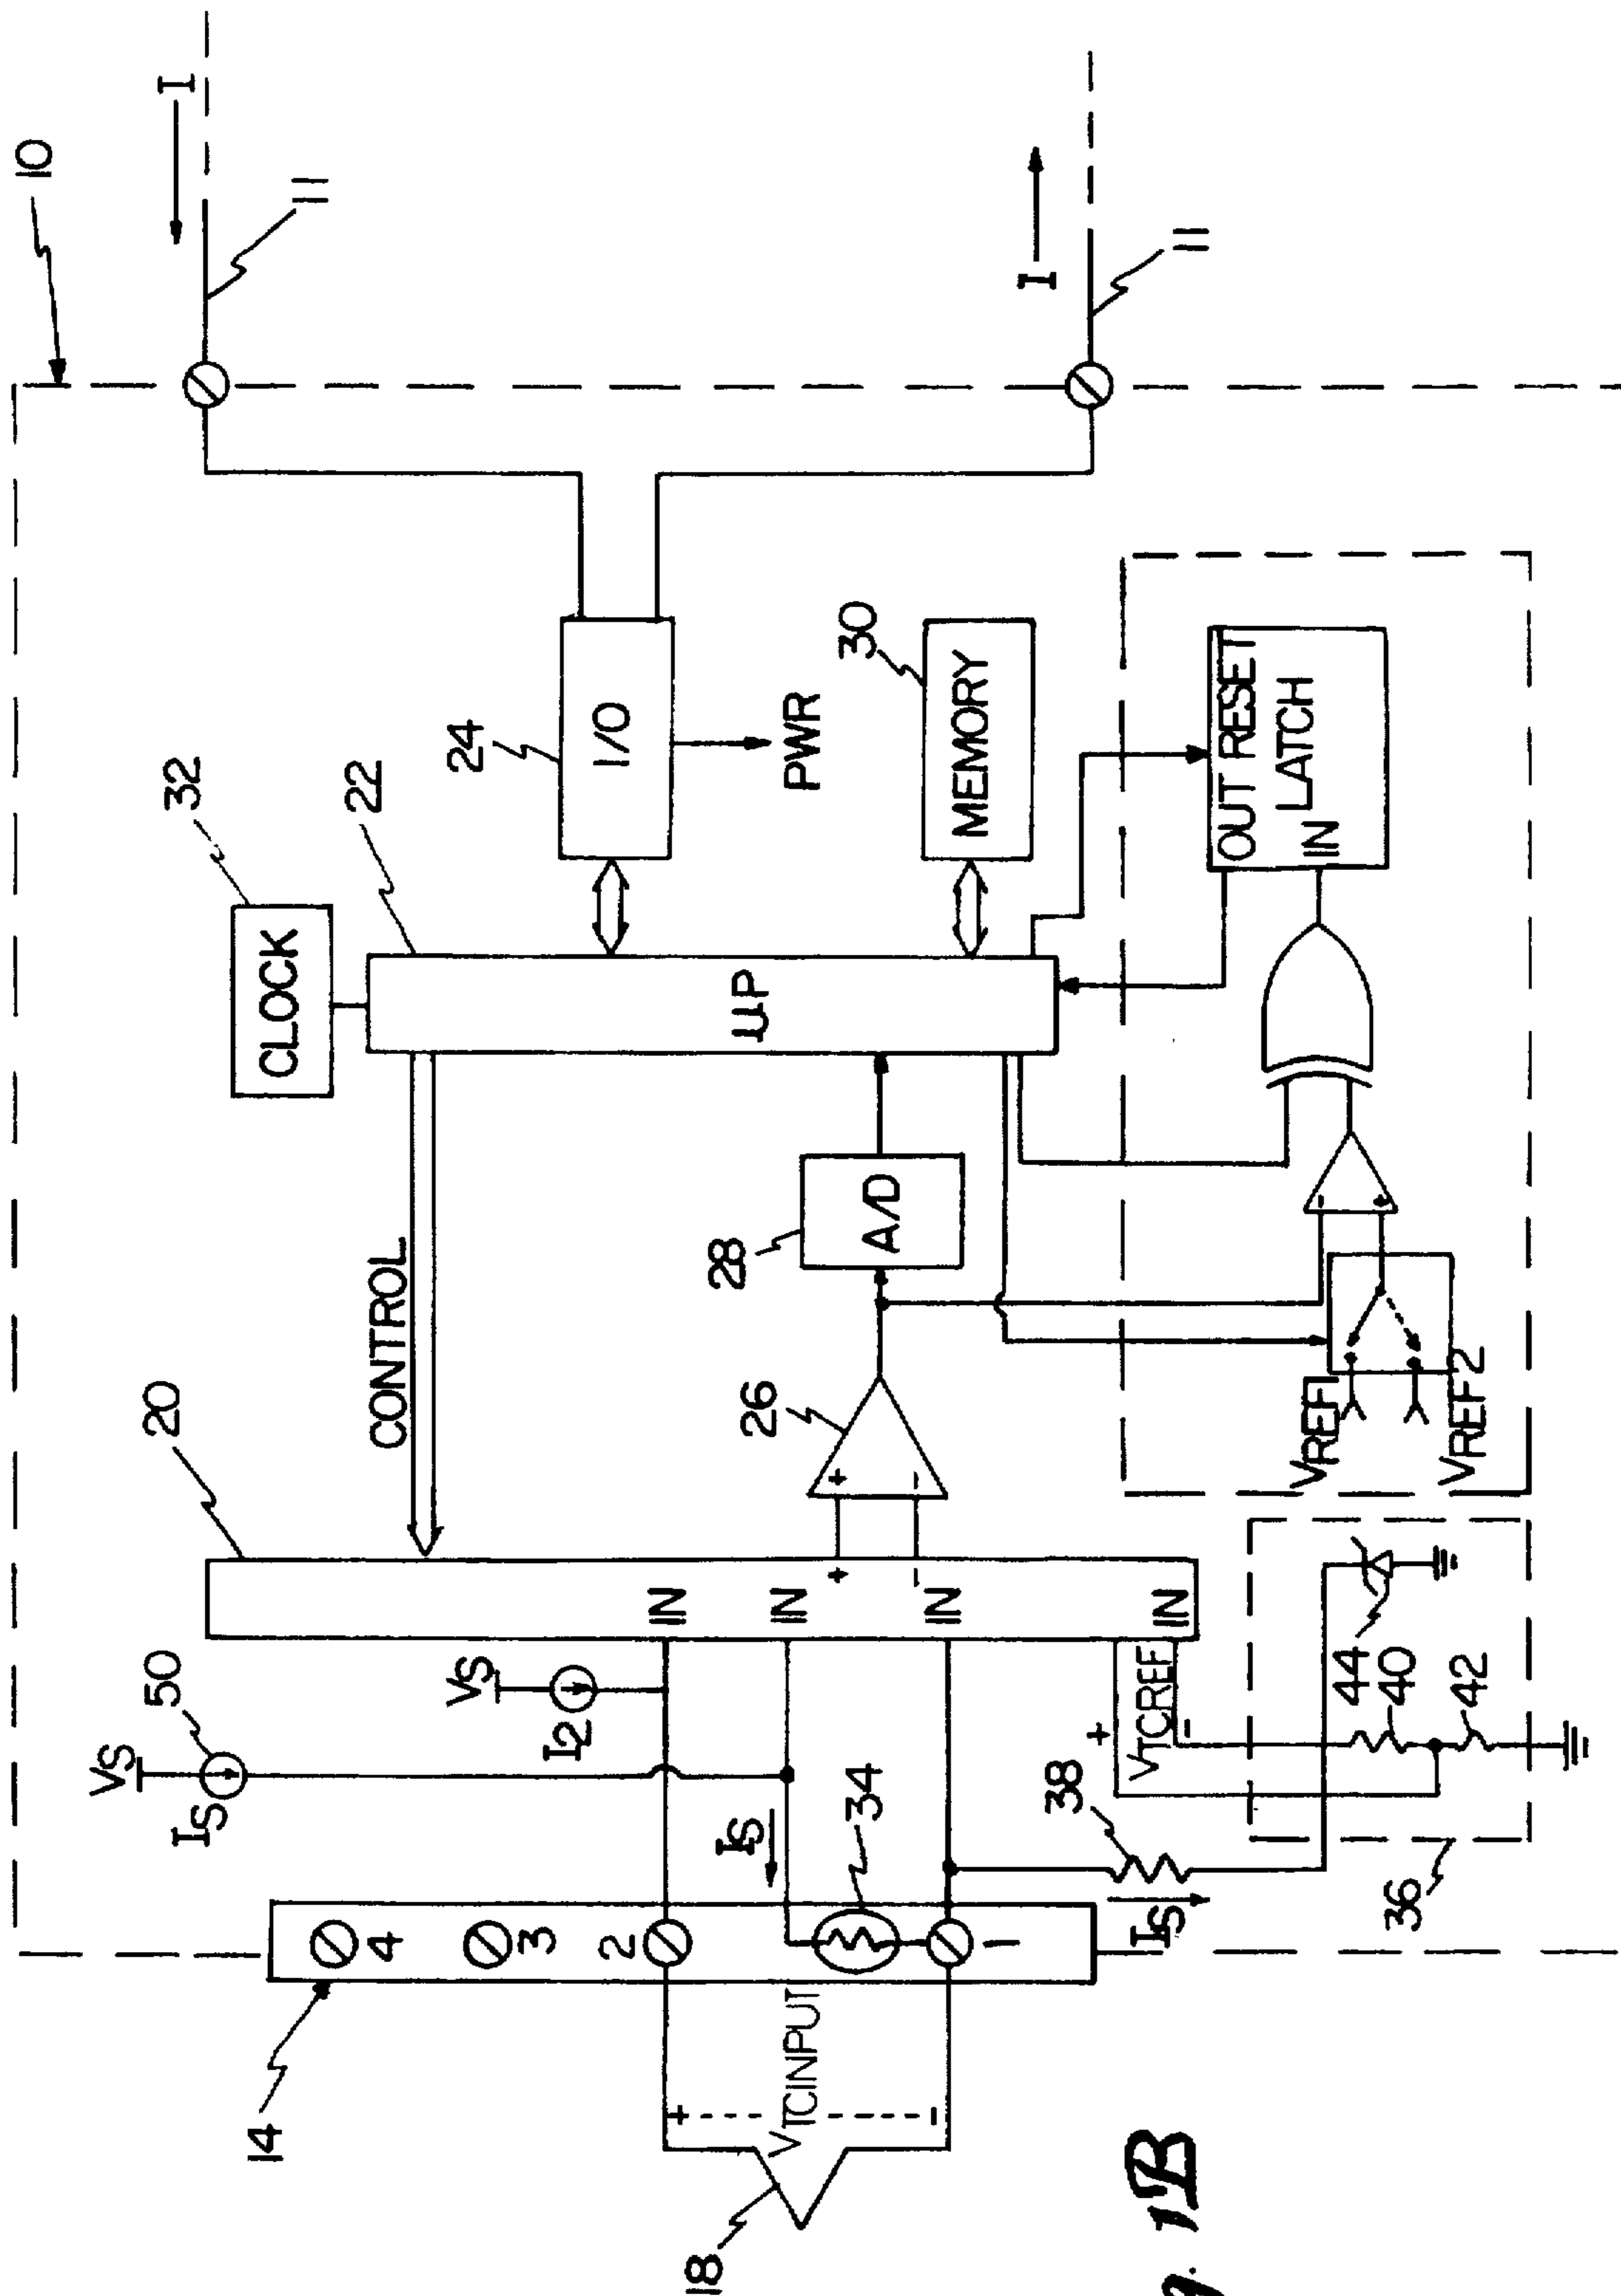 10
I
11
I
11
32
CLOCK
22
24
I/O
PWR
30
MEMORY
µP
CONTROL
20
28
A/D
26
+
−
OUT RESET
LATCH
IN
−
+
VREF1
VREF2
50
VS
IS
VS
I2
IN
IN
+
−
IN
IN
IS
34
38
IS
+
VTCREF
−
44
40
42
36
14
4
3
2
1
+
VTCINPUT
−
18
1B